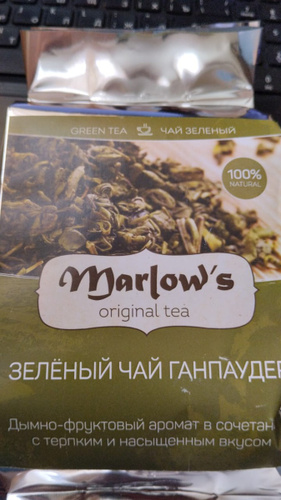 GREEN TEA ЧАЙ ЗЕЛЕНЫЙ
100%
NATURAL
Marlow's
original tea
ЗЕЛЁНЫЙ ЧАЙ ГАНПАУДЕР
Дымно-фруктовый аромат в сочетан
с терпким и насыщенным вкусом